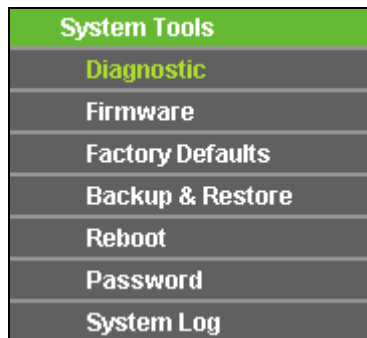 System Tools
Diagnostic
Firmware
Factory Defaults
Backup & Restore
Reboot
Password
System Log